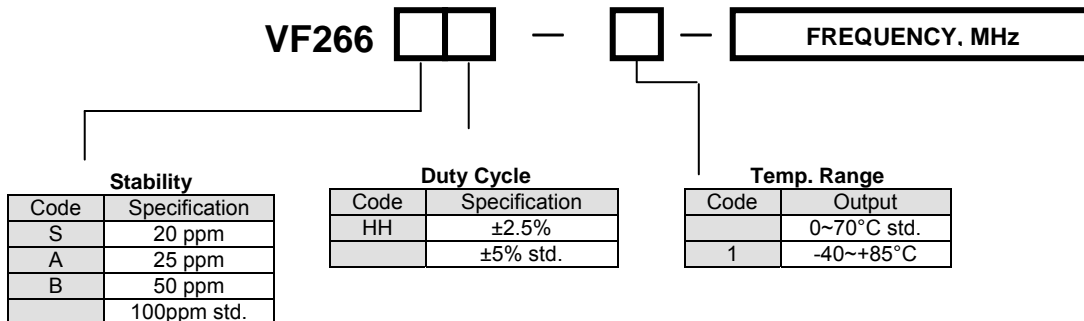 VF266 — — FREQUENCY, MHz
Stability
Code Specification
S 20 ppm
A 25 ppm
B 50 ppm
100ppm std.
Duty Cycle
Code Specification
HH ±2.5%
±5% std.
Temp. Range
Code Output
0~70°C std.
1 -40~+85°C